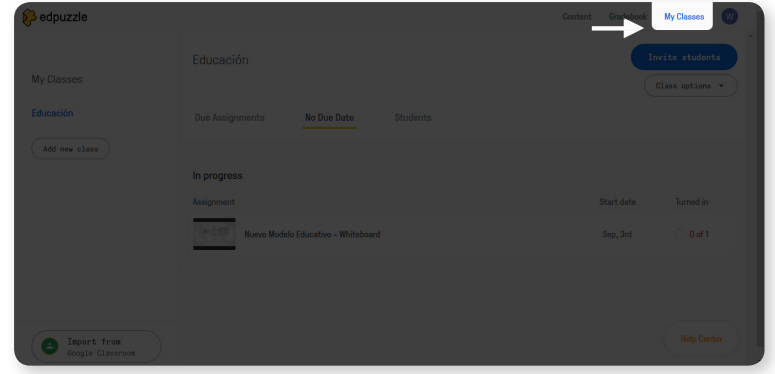 edpuzzle
Content Gradebook My Classes W
Educación
Invite students
My Classes
Class options
Educación
Due Assignments No Due Date Students
Add new class
In progress
Assignment Start date Turned in
Nuevo Modelo Educativo - Whiteboard Sep, 3rd 0 of 1
Import from
Google Classroom
Help Center